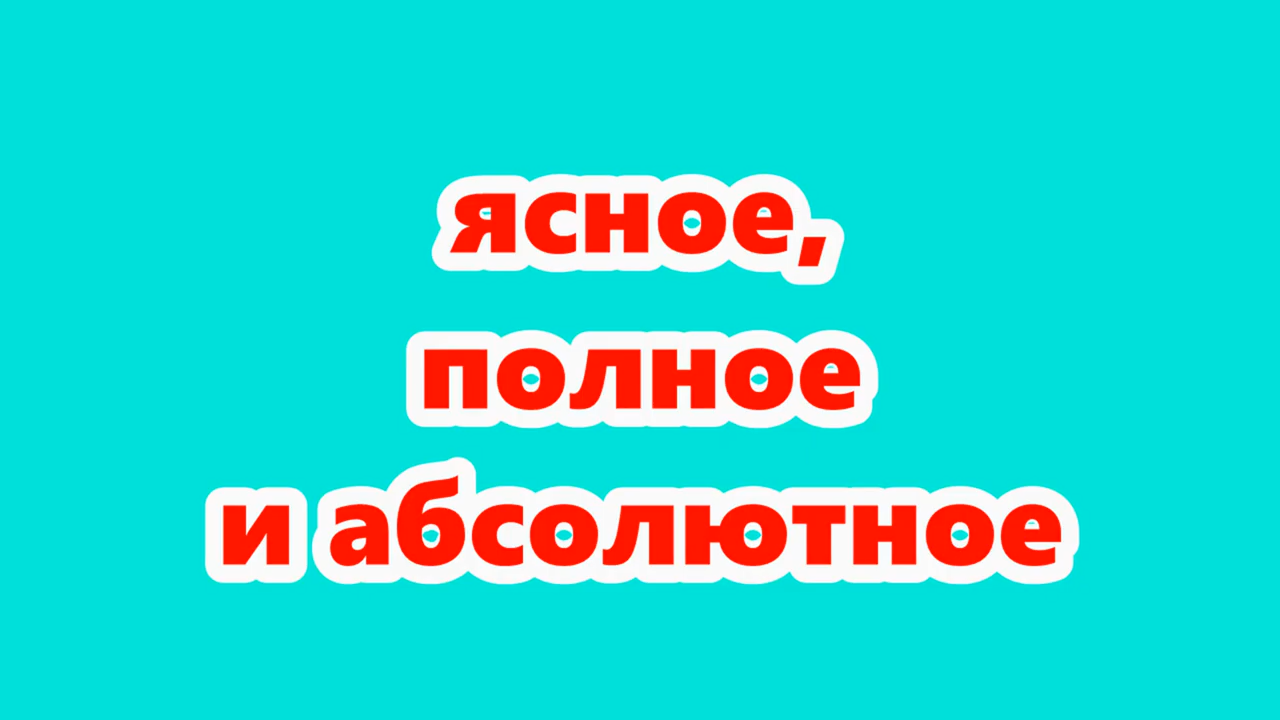 ясное,
полное
и абсолютное